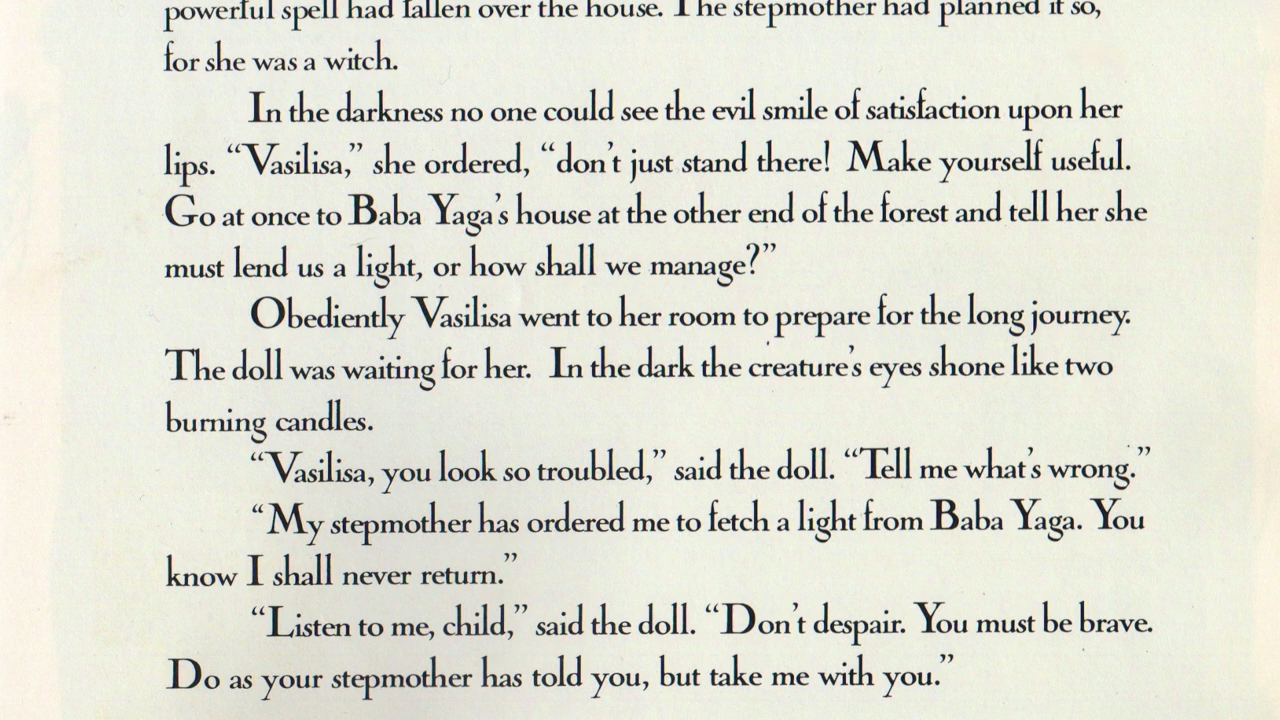 powerful spell had fallen over the house. The stepmother had planned it so,
for she was a witch.
In the darkness no one could see the evil smile of satisfaction upon her
lips. “Vasilisa,” she ordered, “don’t just stand there! Make yourself useful.
Go at once to Baba Yaga’s house at the other end of the forest and tell her she
must lend us a light, or how shall we manage?”
Obediently Vasilisa went to her room to prepare for the long journey.
The doll was waiting for her. In the dark the creature’s eyes shone like two
burning candles.
“Vasilisa, you look so troubled,” said the doll. “Tell me what’s wrong.”
“My stepmother has ordered me to fetch a light from Baba Yaga. You
know I shall never return.”
“Listen to me, child,” said the doll. “Don’t despair. You must be brave.
Do as your stepmother has told you, but take me with you.”